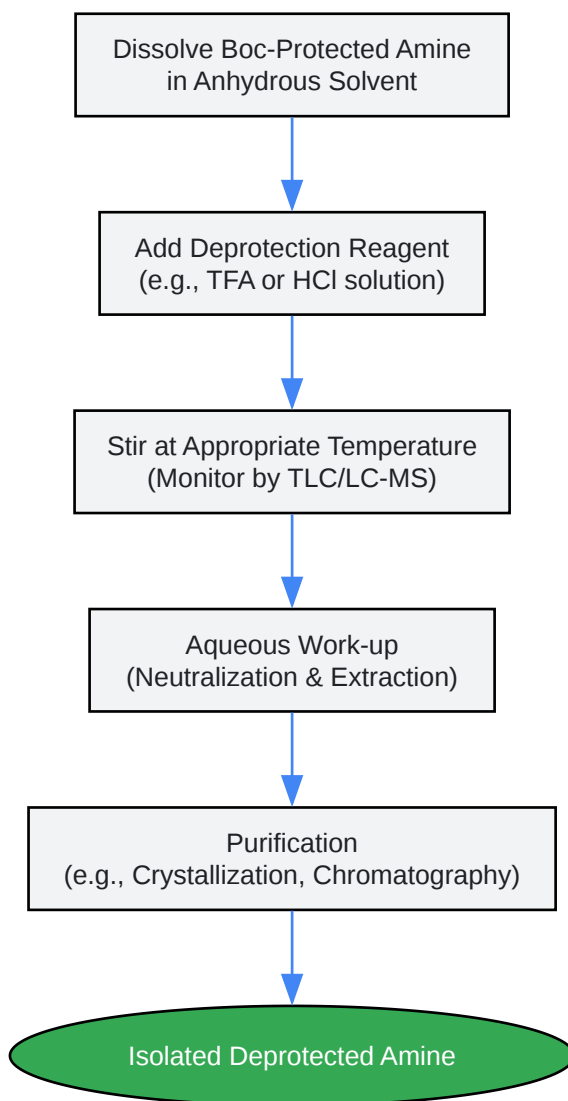 Dissolve Boc-Protected Amine
in Anhydrous Solvent
Add Deprotection Reagent
(e.g., TFA or HCl solution)
Stir at Appropriate Temperature
(Monitor by TLC/LC-MS)
Aqueous Work-up
(Neutralization & Extraction)
Purification
(e.g., Crystallization, Chromatography)
Isolated Deprotected Amine